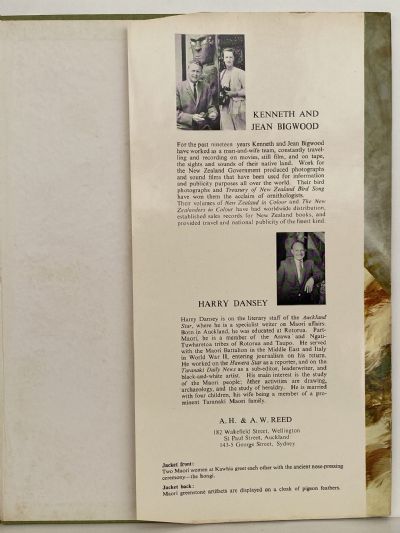 KENNETH AND
JEAN BIGWOOD
For the past nineteen years Kenneth and Jean Bigwood
have worked as a man-and-wife team, constantly travel-
ling and recording on movies, still film, and on tape,
the sights and sounds of their native land. Work for
the New Zealand Government produced photographs
and sound films that have been used for information
and publicity purposes all over the world. Their bird
photographs and Treasury of New Zealand Bird Song
have won them the acclaim of ornithologists.
Their volumes of New Zealand in Colour and The New
Zealanders in Colour have had worldwide distribution,
established sales records for New Zealand books, and
provided travel and national publicity of the finest kind.
HARRY DANSEY
Harry Dansey is on the literary staff of the Auckland
Star, where he is a specialist writer on Maori affairs.
Born in Auckland, he was educated at Rotorua. Part-
Maori, he is a member of the Arawa and Ngati-
Tuwharetoa tribes of Rotorua and Taupo. He served
with the Maori Battalion in the Middle East and Italy
in World War II, entering journalism on his return.
He worked on the Hawera Star as a reporter, and on the
Taranaki Daily News as a sub-editor, leaderwriter, and
black-and-white artist. His main interest is the study
of the Maori people; other activities are drawing,
archaeology, and the study of heraldry. He is married
with four children, his wife being a member of a pro-
minent Taranaki Maori family.
A. H. & A. W. REED
182 Wakefield Street, Wellington
St Paul Street, Auckland
143-5 George Street, Sydney
Jacket front:
Two Maori women at Kawhia greet each other with the ancient nose-pressing
ceremony—the hongi.
Jacket back:
Maori greenstone artifacts are displayed on a cloak of pigeon feathers.